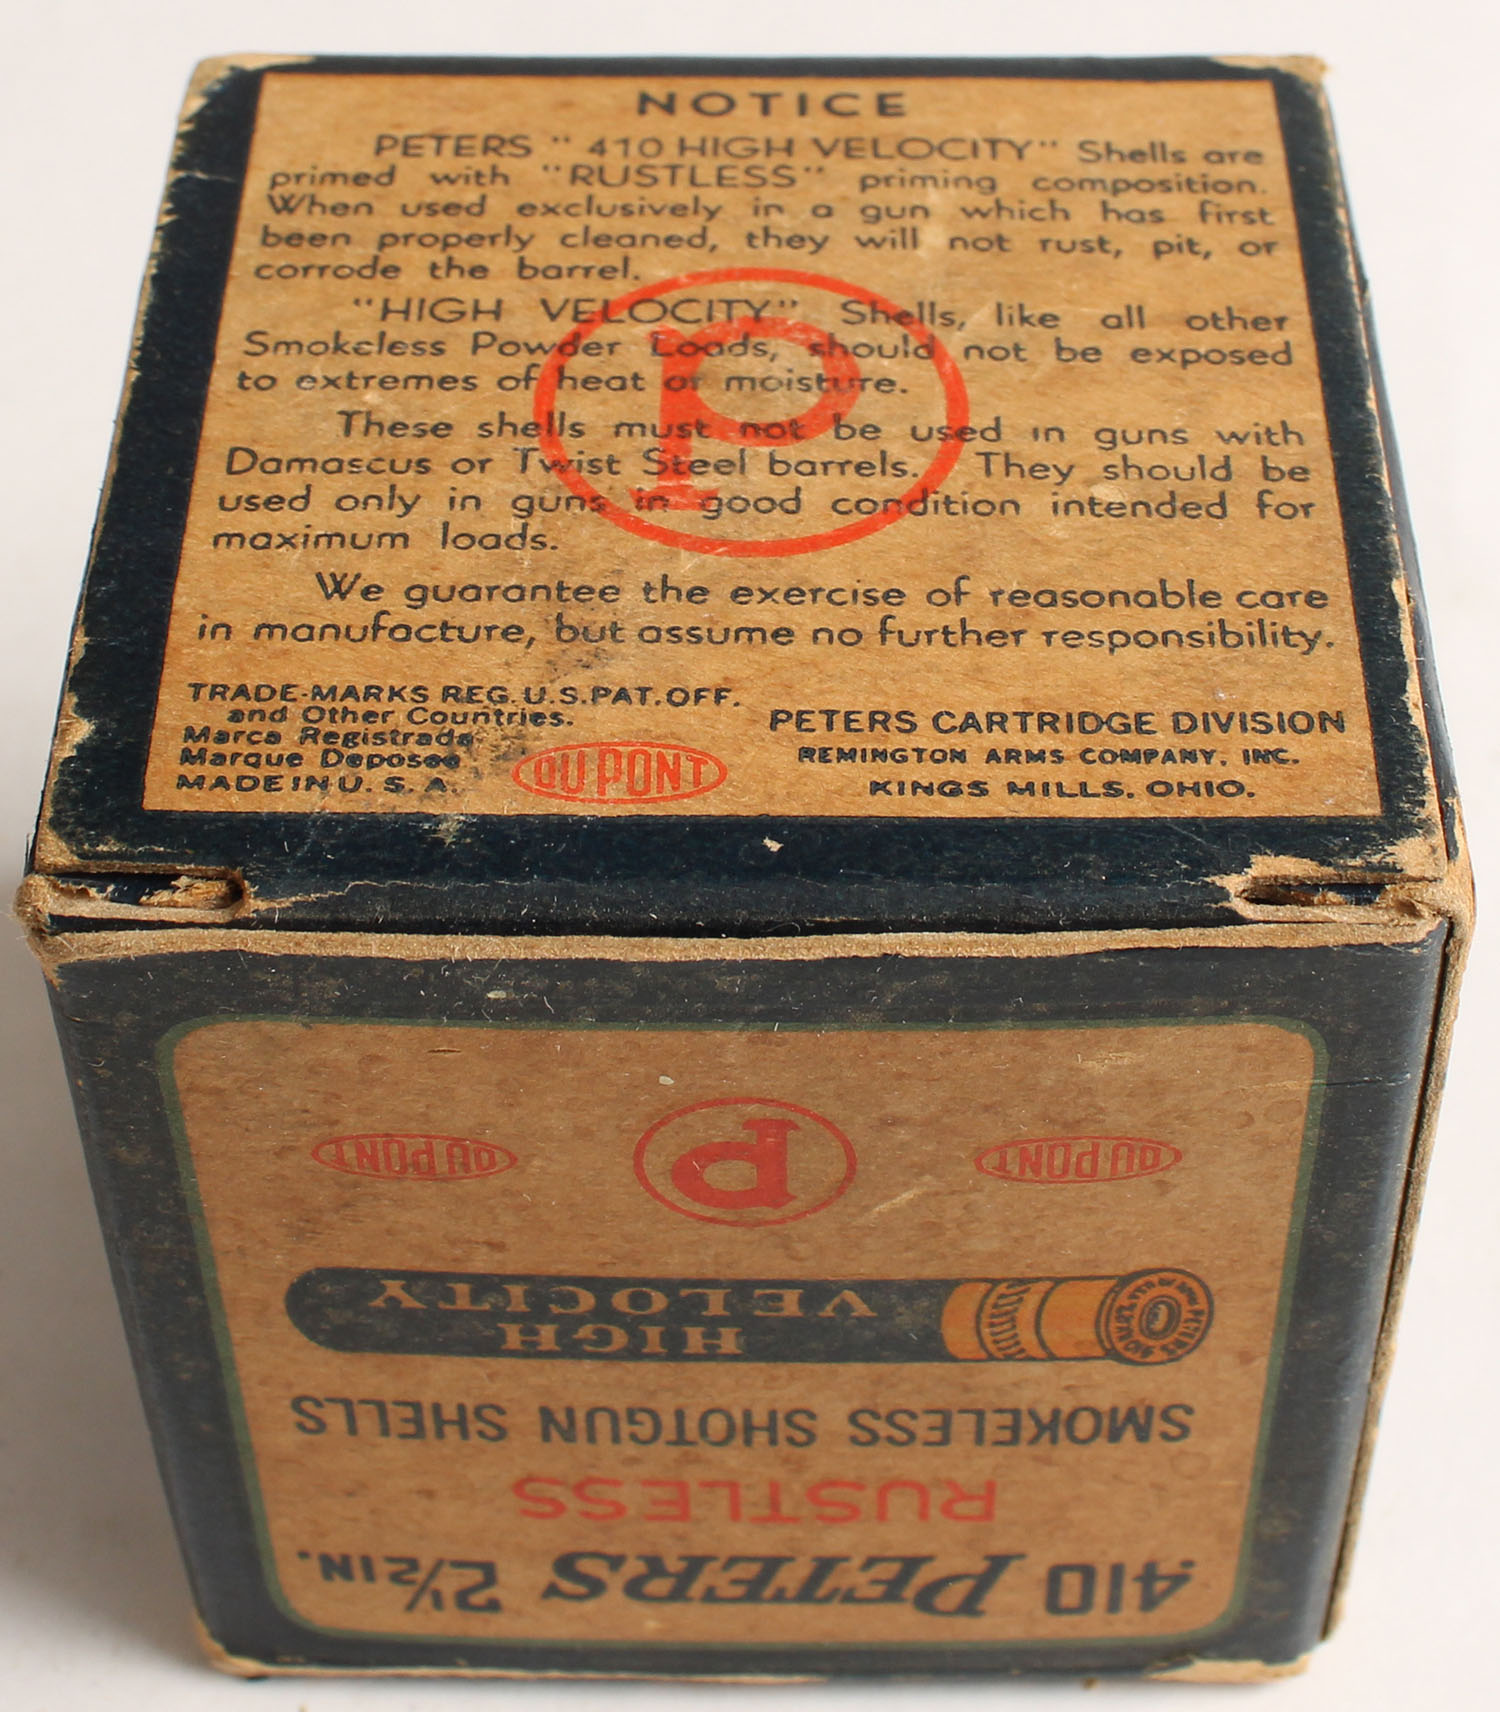 NOTICE
PETERS "410 HIGH VELOCITY" Shells are
primed with "RUSTLESS" priming composition.
When used exclusively in a gun which has first
been properly cleaned, they will not rust, pit, or
corrode the barrel.
"HIGH VELOCITY" Shells, like all other
Smokeless Powder Loads, should not be exposed
to extremes of heat or moisture.
These shells must not be used in guns with
Damascus or Twist Steel barrels. They should be
used only in guns in good condition intended for
maximum loads.
We guarantee the exercise of reasonable care
in manufacture, but assume no further responsibility.
TRADE-MARKS REG. U.S. PAT. OFF.
and Other Countries.
Marca Registrada
Marque Deposee
MADE IN U. S. A.
DU PONT
PETERS CARTRIDGE DIVISION
REMINGTON ARMS COMPANY, INC.
KINGS MILLS, OHIO.
P
.410 PETERS 2 1/2 IN.
RUSTLESS
SMOKELESS SHOTGUN SHELLS
HIGH
VELOCITY
PETERS
DU PONT P DU PONT